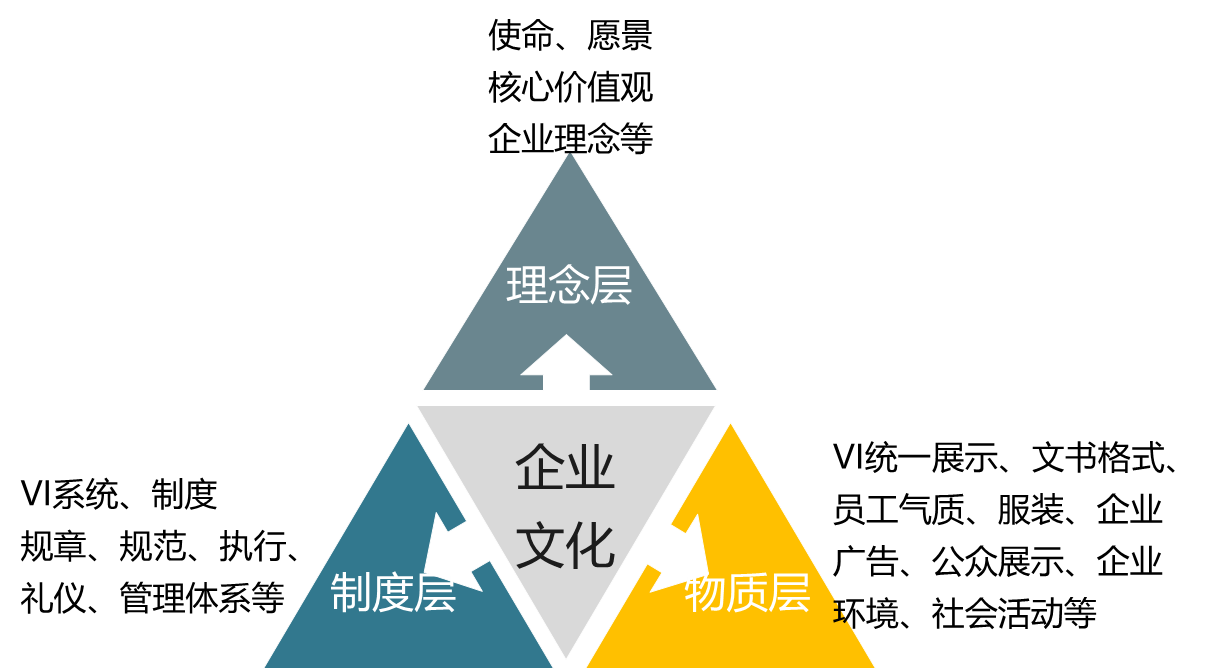 使命、愿景
核心价值观
企业理念等
理念层
企业
文化
VI系统、制度
规章、规范、执行、
礼仪、管理体系等
制度层
物质层
VI统一展示、文书格式、
员工气质、服装、企业
广告、公众展示、企业
环境、社会活动等